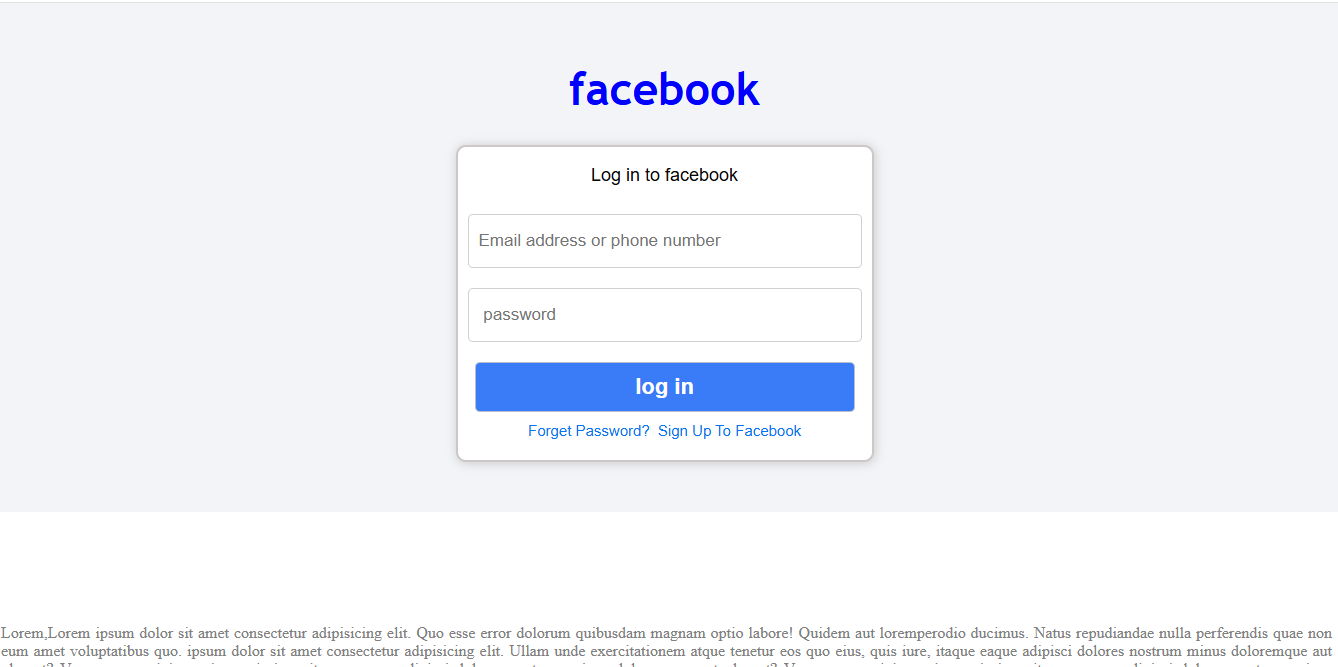 facebook
Log in to facebook
Email address or phone number
password
log in
Forget Password? Sign Up To Facebook
Lorem,Lorem ipsum dolor sit amet consectetur adipisicing elit. Quo esse error dolorum quibusdam magnam optio labore! Quidem aut loremperodio ducimus. Natus repudiandae nulla perferendis quae non
eum amet voluptatibus quo. ipsum dolor sit amet consectetur adipisicing elit. Ullam unde exercitationem atque tenetur eos quo eius, quis iure, itaque eaque adipisci dolores nostrum minus doloremque aut